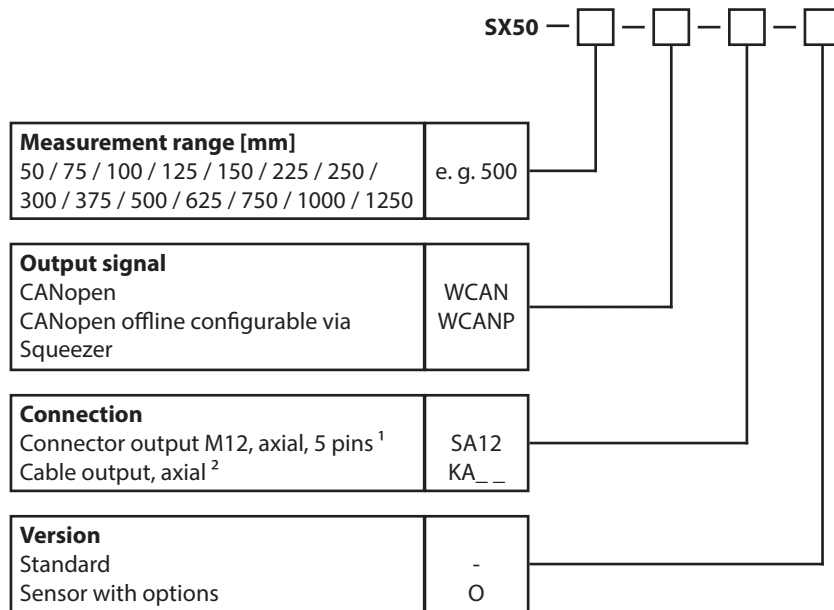 SX50 — — — —
Measurement range [mm]
50 / 75 / 100 / 125 / 150 / 225 / 250 /
300 / 375 / 500 / 625 / 750 / 1000 / 1250
e. g. 500
Output signal
CANopen WCAN
CANopen offline configurable via WCANP
Squeezer
Connection
Connector output M12, axial, 5 pins ¹ SA12
Cable output, axial ² KA_ _
Version
Standard -
Sensor with options O